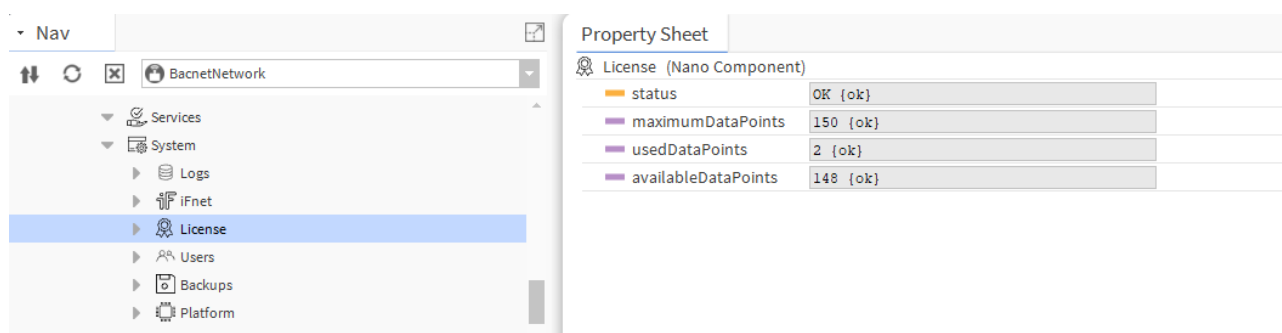 Nav
BacnetNetwork
Services
System
Logs
iFnet
License
Users
Backups
Platform
Property Sheet
License (Nano Component)
status OK {ok}
maximumDataPoints 150 {ok}
usedDataPoints 2 {ok}
availableDataPoints 148 {ok}